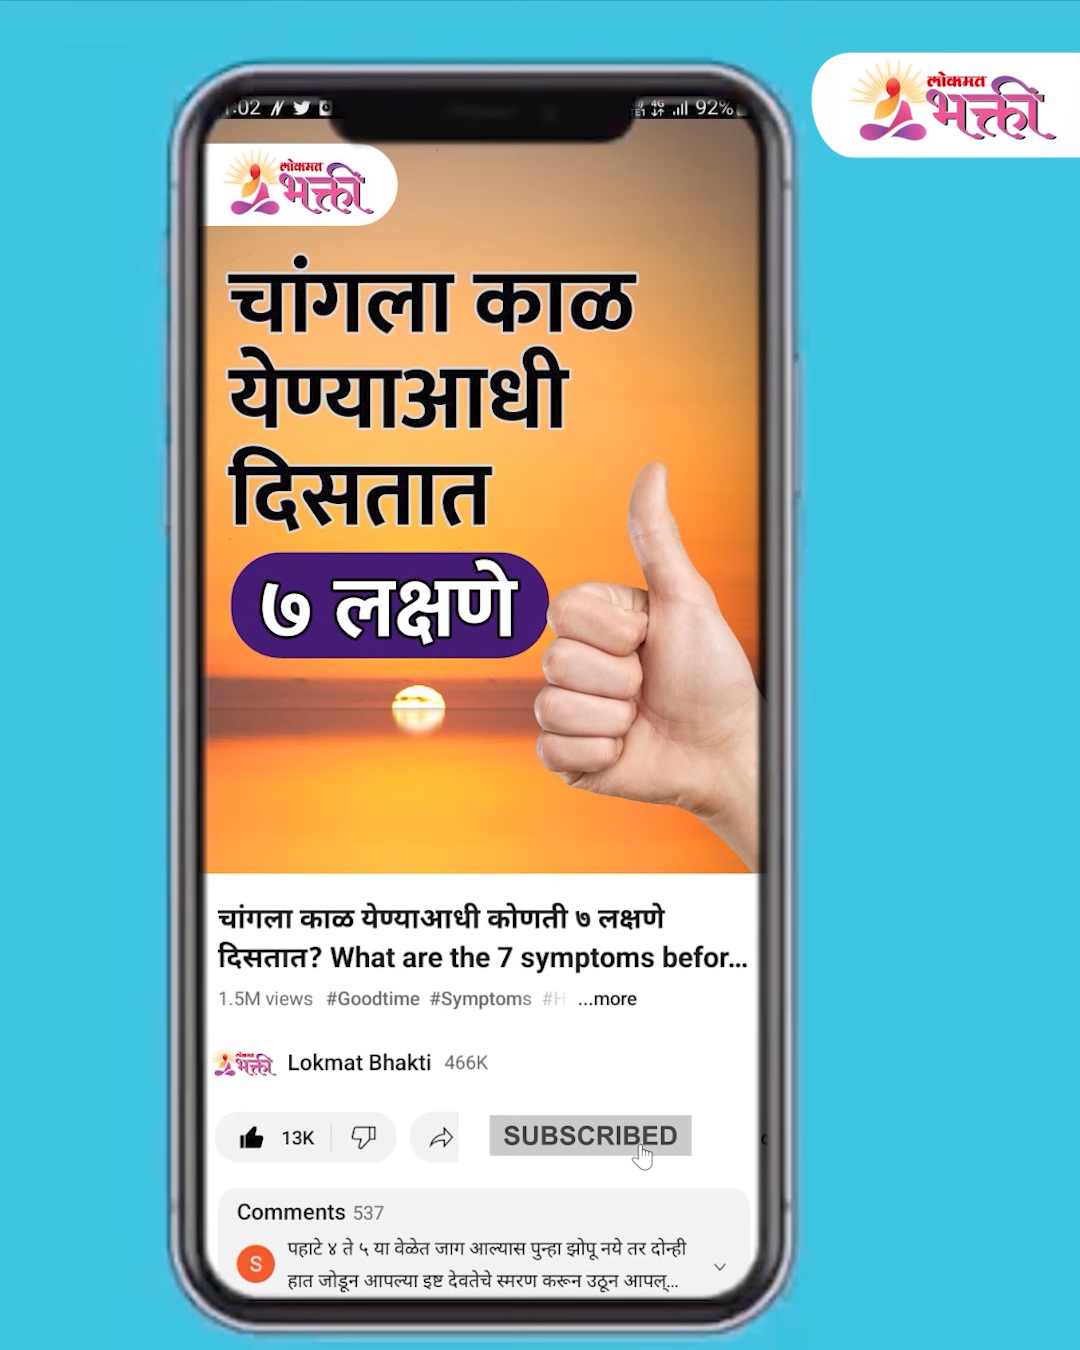 लोकमत
भक्ती
:02 92%
लोकमत
भक्ती
चांगला काळ
येण्याआधी
दिसतात
७ लक्षणे
चांगला काळ येण्याआधी कोणती ७ लक्षणे
दिसतात? What are the 7 symptoms befor...
1.5M views #Goodtime #Symptoms #H ...more
लोकमत
भक्ती
Lokmat Bhakti 466K
13K
SUBSCRIBED
Comments 537
S
पहाटे ४ ते ५ या वेळेत जाग आल्यास पुन्हा झोपू नये तर दोन्ही
हात जोडून आपल्या इष्ट देवतेचे स्मरण करून उठून आपल्...